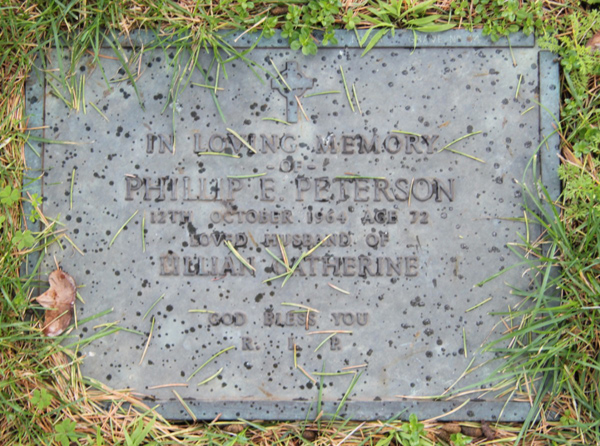 IN LOVING MEMORY
- OF -
PHILLIP E. PETERSON
12TH OCTOBER 1964 AGE 72
LOVED HUSBAND OF
LILLIAN CATHERINE
GOD BLESS YOU
R. I. P.